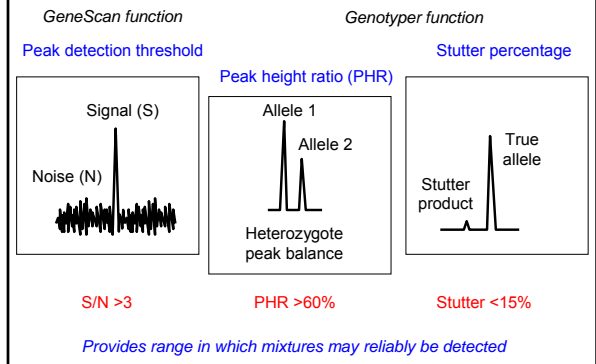 GeneScan function
Genotyper function
Peak detection threshold
Stutter percentage
Peak height ratio (PHR)
Signal (S)
Noise (N)
Allele 1
Allele 2
Heterozygote
peak balance
True
allele
Stutter
product
S/N >3
PHR >60%
Stutter <15%
Provides range in which mixtures may reliably be detected